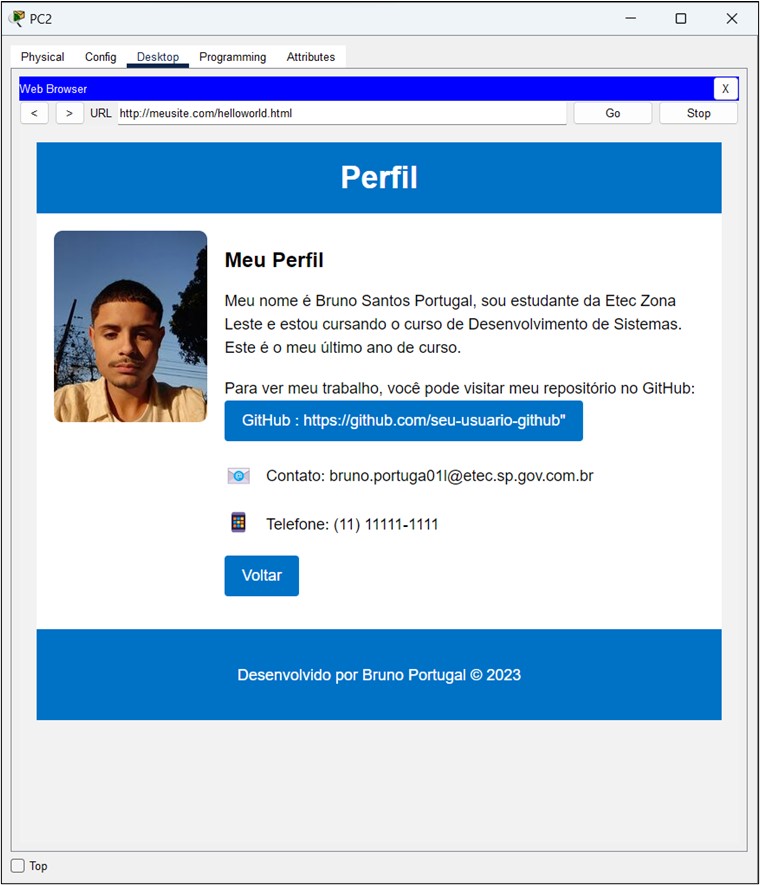 PC2
Physical Config Desktop Programming Attributes
Web Browser X
< > URL http://meusite.com/helloworld.html Go Stop
Perfil
Meu Perfil
Meu nome é Bruno Santos Portugal, sou estudante da Etec Zona
Leste e estou cursando o curso de Desenvolvimento de Sistemas.
Este é o meu último ano de curso.
Para ver meu trabalho, você pode visitar meu repositório no GitHub:
GitHub : https://github.com/seu-usuario-github"
Contato: bruno.portuga01l@etec.sp.gov.com.br
Telefone: (11) 11111-1111
Voltar
Desenvolvido por Bruno Portugal © 2023
Top